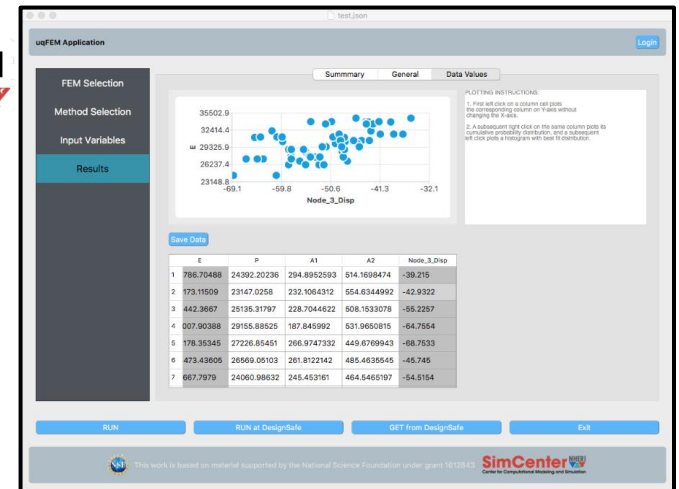 test.json
uqFEM Application
Login
FEM Selection
Method Selection
Input Variables
Results
Summmary General Data Values
35502.9
32414.4
29325.9
26237.4
23148.8
E
-69.1 -59.8 -50.6 -41.3 -32.1
Node_3_Disp
PLOTTING INSTRUCTIONS:
1. First left click on a column cell plots
the corresponding column on Y-axis without
changing the X-axis.
2. A subsequent right click on the same column plots its
cumulative probability distribution, and a subsequent
left click plots a histogram with best fit distribution.
Save Data
E P A1 A2 Node_3_Disp
1 786.70488 24392.20236 294.8952593 514.1698474 -39.215
2 173.11509 23147.0258 232.1064312 554.6344992 -42.9322
3 442.3667 25135.31797 228.7044622 508.1533078 -55.2257
4 007.90388 29155.88525 187.845992 531.9650815 -64.7554
5 178.35345 27226.85451 266.9747332 449.6769943 -68.7533
6 473.43605 26569.05103 261.8122142 485.4635545 -45.745
7 667.7979 24060.98632 245.453161 464.5465197 -54.5154
RUN RUN at DesignSafe GET from DesignSafe Exit
NSF This work is based on material supported by the National Science Foundation under grant 1612843 SimCenter
Center for Computational Modeling and Simulation